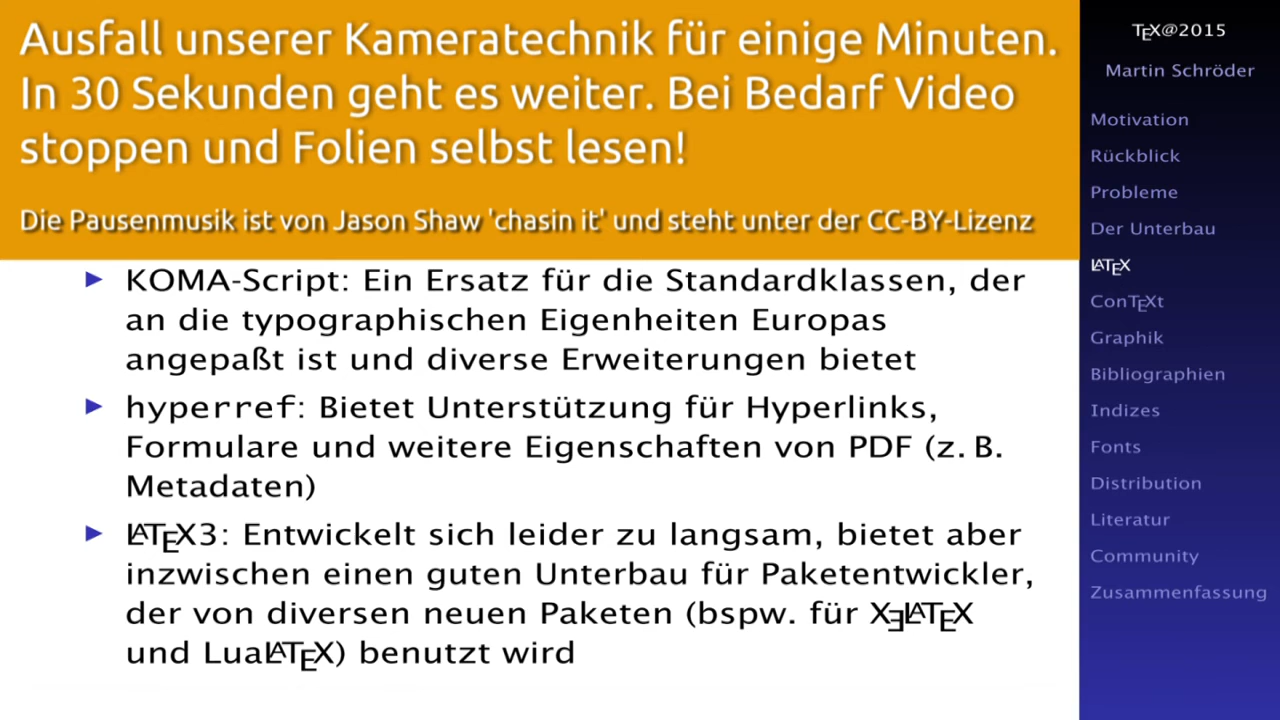 Ausfall unserer Kameratechnik für einige Minuten.
In 30 Sekunden geht es weiter. Bei Bedarf Video
stoppen und Folien selbst lesen!
Die Pausenmusik ist von Jason Shaw 'chasin it' und steht unter der CC-BY-Lizenz
KOMA-Script: Ein Ersatz für die Standardklassen, der
an die typographischen Eigenheiten Europas
angepaßt ist und diverse Erweiterungen bietet
hyperref: Bietet Unterstützung für Hyperlinks,
Formulare und weitere Eigenschaften von PDF (z. B.
Metadaten)
LATEX3: Entwickelt sich leider zu langsam, bietet aber
inzwischen einen guten Unterbau für Paketentwickler,
der von diversen neuen Paketen (bspw. für XƎLATEX
und LuaLATEX) benutzt wird
TEX@2015
Martin Schröder
Motivation
Rückblick
Probleme
Der Unterbau
LATEX
ConTEXt
Graphik
Bibliographien
Indizes
Fonts
Distribution
Literatur
Community
Zusammenfassung